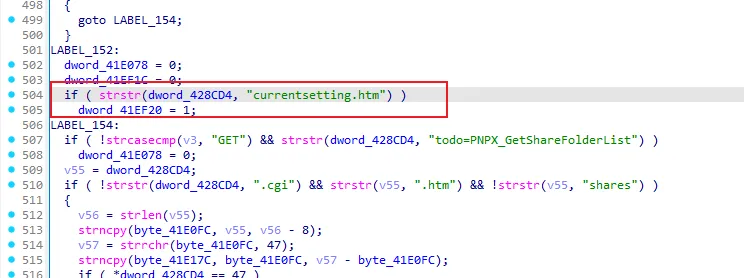 498 {
499 goto LABEL_154;
500 }
501 LABEL_152:
502 dword_41E078 = 0;
503 dword_41EF1C = 0;
504 if ( strstr(dword_428CD4, "currentsetting.htm") )
505 dword_41EF20 = 1;
506 LABEL_154:
507 if ( !strcasecmp(v3, "GET") && strstr(dword_428CD4, "todo=PNPX_GetShareFolderList") )
508 dword_41E078 = 0;
509 v55 = dword_428CD4;
510 if ( !strstr(dword_428CD4, ".cgi") && strstr(v55, ".htm") && !strstr(v55, "shares") )
511 {
512 v56 = strlen(v55);
513 strncpy(byte_41E0FC, v55, v56 - 8);
514 v57 = strrchr(byte_41E0FC, 47);
515 strncpy(byte_41E17C, byte_41E0FC, v57 - byte_41E0FC);
516 if ( *dword_428CD4 == 47 )